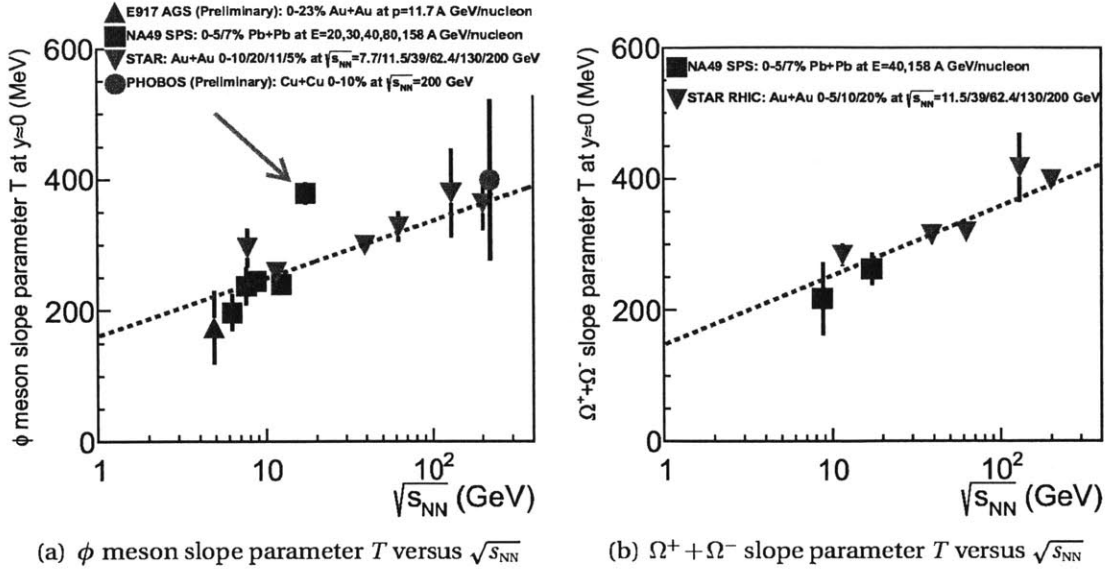 E917 AGS (Preliminary): 0-23% Au+Au at p=11.7 A GeV/nucleon
NA49 SPS: 0-5/7% Pb+Pb at E=20,30,40,80,158 A GeV/nucleon
STAR: Au+Au 0-10/20/11/5% at √sNN=7.7/11.5/39/62.4/130/200 GeV
PHOBOS (Preliminary): Cu+Cu 0-10% at √sNN=200 GeV
ϕ meson slope parameter T at y≈0 (MeV)
600
400
200
0
1
10
10²
√sNN (GeV)
(a) ϕ meson slope parameter T versus √sNN
NA49 SPS: 0-5/7% Pb+Pb at E=40,158 A GeV/nucleon
STAR RHIC: Au+Au 0-5/10/20% at √sNN=11.5/39/62.4/130/200 GeV
Ω⁺+Ω⁻ slope parameter T at y≈0 (MeV)
600
400
200
0
1
10
10²
√sNN (GeV)
(b) Ω⁺ + Ω⁻ slope parameter T versus √sNN